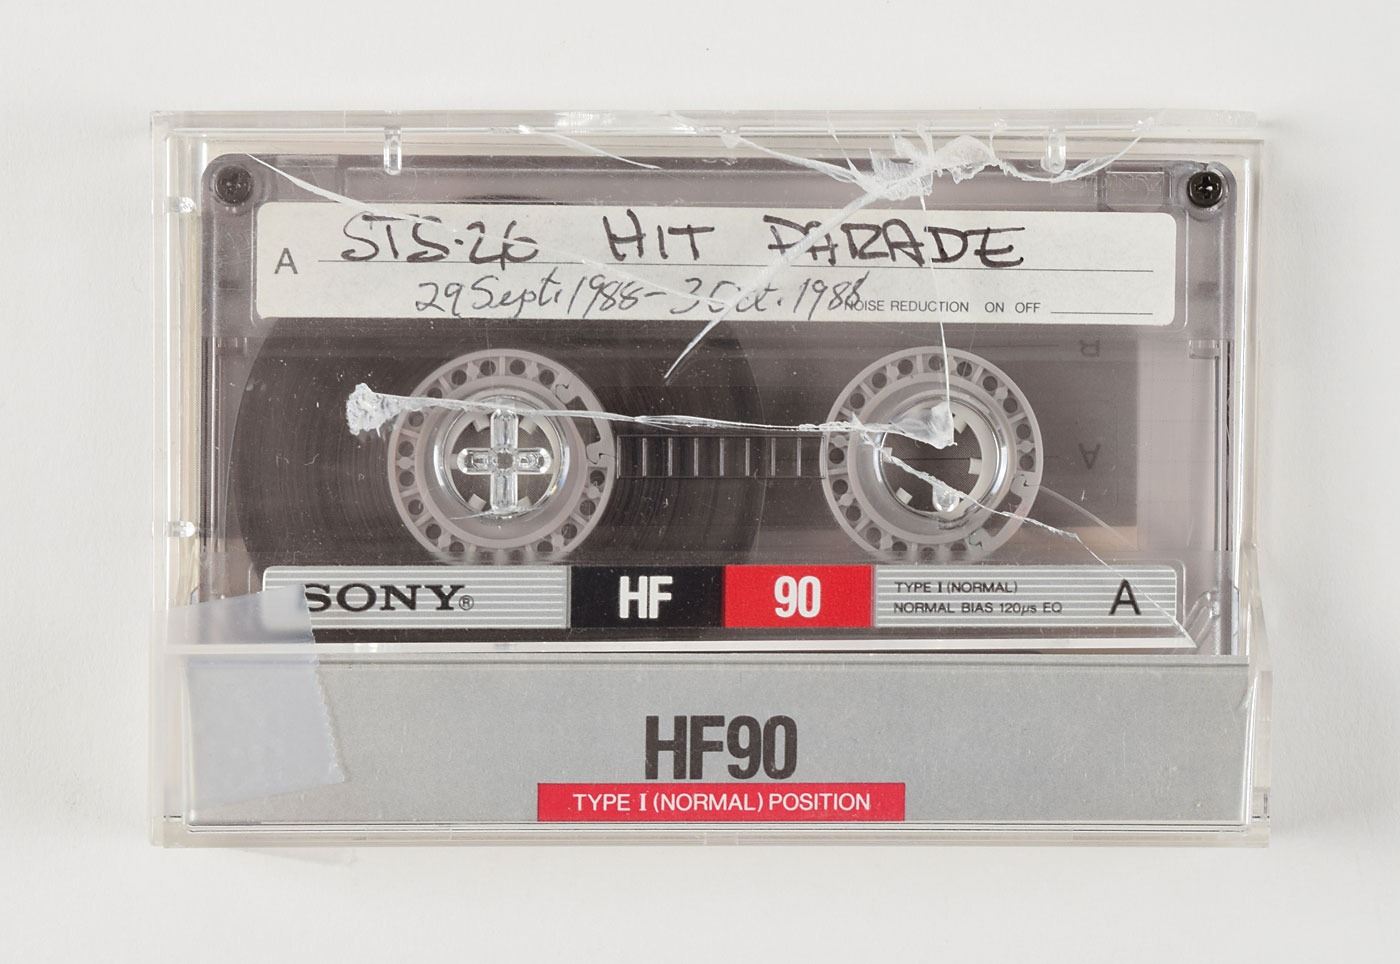 A STS-26 HIT PARADE
29 Sept. 1988 - 3 Oct. 1988
NOISE REDUCTION ON OFF
SONY® HF 90
TYPE I (NORMAL)
NORMAL BIAS 120µs EQ
A
HF90
TYPE I (NORMAL) POSITION